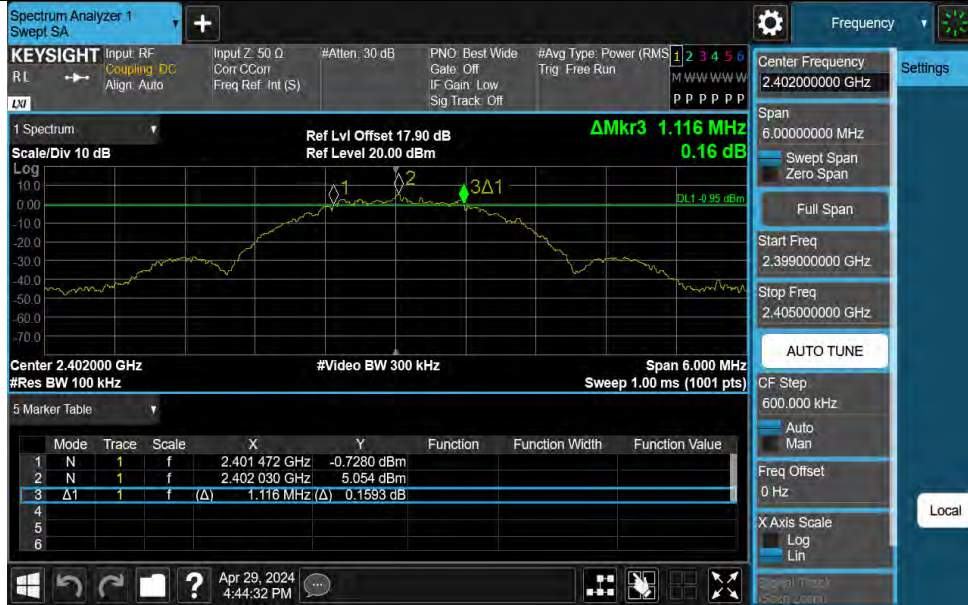 Spectrum Analyzer 1
Swept SA
+
Frequency
KEYSIGHT
RL
LXI
Input: RF
Coupling: DC
Align: Auto
Input Z: 50 Ω
Corr CCorr
Freq Ref: Int (S)
#Atten: 30 dB
PNO: Best Wide
Gate: Off
IF Gain: Low
Sig Track: Off
#Avg Type: Power (RMS
Trig: Free Run
1 2 3 4 5 6
M W W W W W
P P P P P P
1 Spectrum
Scale/Div 10 dB
Ref Lvl Offset 17.90 dB
Ref Level 20.00 dBm
ΔMkr3 1.116 MHz
0.16 dB
Log
10.0
0.00
-10.0
-20.0
-30.0
-40.0
-50.0
-60.0
-70.0
1
2
3Δ1
DL1 -0.95 dBm
Center 2.402000 GHz
#Res BW 100 kHz
#Video BW 300 kHz
Span 6.000 MHz
Sweep 1.00 ms (1001 pts)
5 Marker Table
Mode Trace Scale X Y Function Function Width Function Value
1 N 1 f 2.401 472 GHz -0.7280 dBm
2 N 1 f 2.402 030 GHz 5.054 dBm
3 Δ1 1 f (Δ) 1.116 MHz (Δ) 0.1593 dB
4
5
6
Apr 29, 2024
4:44:32 PM
Center Frequency
2.402000000 GHz
Span
6.00000000 MHz
Swept Span
Zero Span
Full Span
Start Freq
2.399000000 GHz
Stop Freq
2.405000000 GHz
AUTO TUNE
CF Step
600.000 kHz
Auto
Man
Freq Offset
0 Hz
X Axis Scale
Log
Lin
Signal Track
(Span Zoom)
Settings
Local